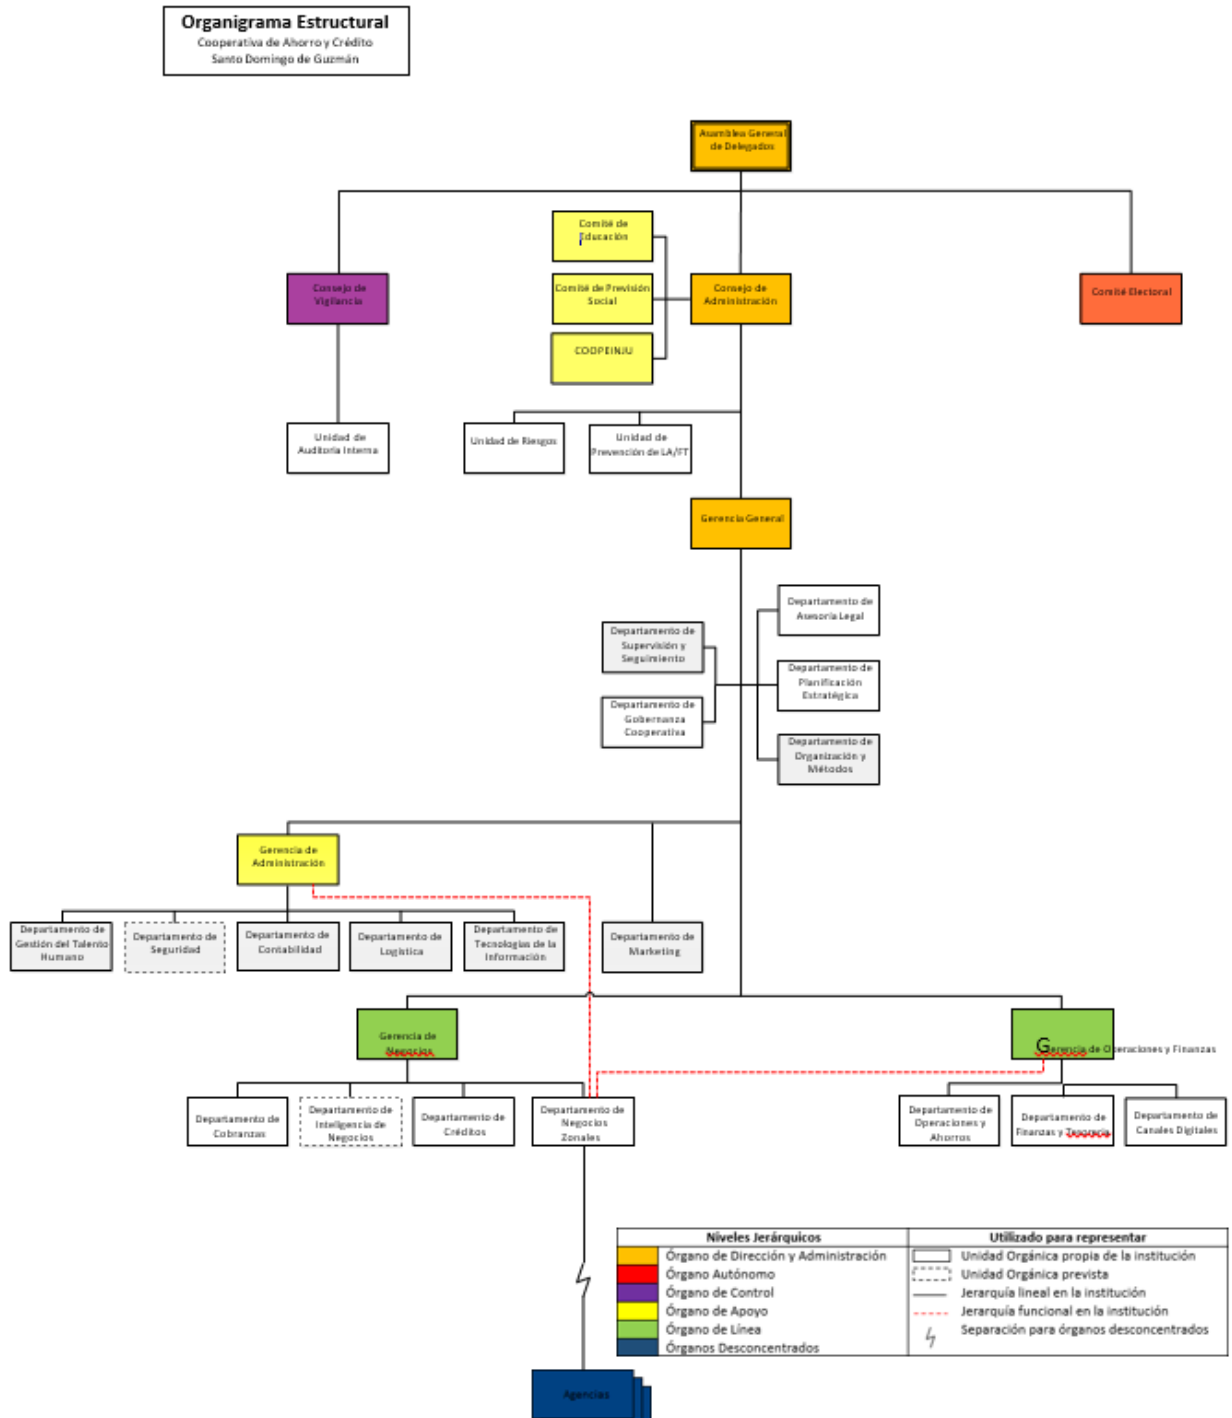 Organigrama Estructural
Cooperativa de Ahorro y Crédito
Santo Domingo de Guzmán
Asamblea General
de Delegados
Comité de
Educación
Consejo de
Vigilancia
Comité de Previsión
Social
Consejo de
Administración
Comité Electoral
COOPEINJU
Unidad de
Auditoria Interna
Unidad de Riesgos
Unidad de
Prevención de LA/FT
Gerencia General
Departamento de
Asesoría Legal
Departamento de
Supervisión y
Seguimiento
Departamento de
Planificación
Estratégica
Departamento de
Gobernanza
Cooperativa
Departamento de
Organización y
Métodos
Gerencia de
Administración
Departamento de
Gestión del Talento
Humano
Departamento de
Seguridad
Departamento de
Contabilidad
Departamento de
Logística
Departamento de
Tecnologías de la
Información
Departamento de
Marketing
Gerencia de
Negocios
Gerencia de Operaciones y Finanzas
Departamento de
Cobranzas
Departamento de
Inteligencia de
Negocios
Departamento de
Créditos
Departamento de
Negocios
Zonales
Departamento de
Operaciones y
Ahorros
Departamento de
Finanzas y Tesorería
Departamento de
Canales Digitales
Niveles Jerárquicos
Órgano de Dirección y Administración
Órgano Autónomo
Órgano de Control
Órgano de Apoyo
Órgano de Línea
Órganos Desconcentrados
Utilizado para representar
Unidad Orgánica propia de la institución
Unidad Orgánica prevista
Jerarquía lineal en la institución
Jerarquía funcional en la institución
Separación para órganos desconcentrados
Agencias